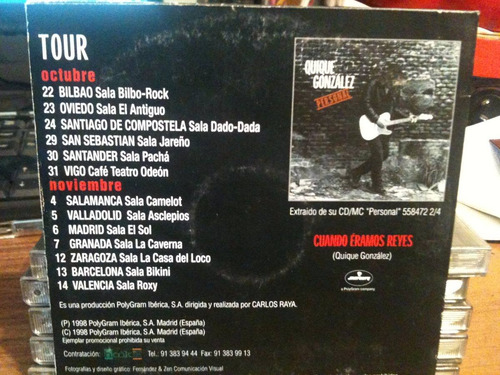 TOUR
octubre
22 BILBAO Sala Bilbo-Rock
23 OVIEDO Sala El Antiguo
24 SANTIAGO DE COMPOSTELA Sala Dado-Dada
29 SAN SEBASTIAN Sala Jareño
30 SANTANDER Sala Pachá
31 VIGO Café Teatro Odeón
noviembre
4 SALAMANCA Sala Camelot
5 VALLADOLID Sala Asclepios
6 MADRID Sala El Sol
7 GRANADA Sala La Caverna
12 ZARAGOZA Sala La Casa del Loco
13 BARCELONA Sala Bikini
14 VALENCIA Sala Roxy
Es una producción PolyGram Ibérica, S.A. dirigida y realizada por CARLOS RAYA.
(P) 1998 PolyGram Ibérica, S.A. Madrid (España)
(C) 1998 PolyGram Ibérica, S.A. Madrid (España)
Ejemplar promocional prohibida su venta
Contratación:
Tel. 91 383 94 44 Fax: 91 383 99 13
Fotografías y diseño gráfico: Fernández & Zen Comunicación Visual
QUIQUE
GONZÁLEZ
PERSONAL
Extraido de su CD/MC "Personal" 558472 2/4
CUANDO ÉRAMOS REYES
(Quique González)
a PolyGram company